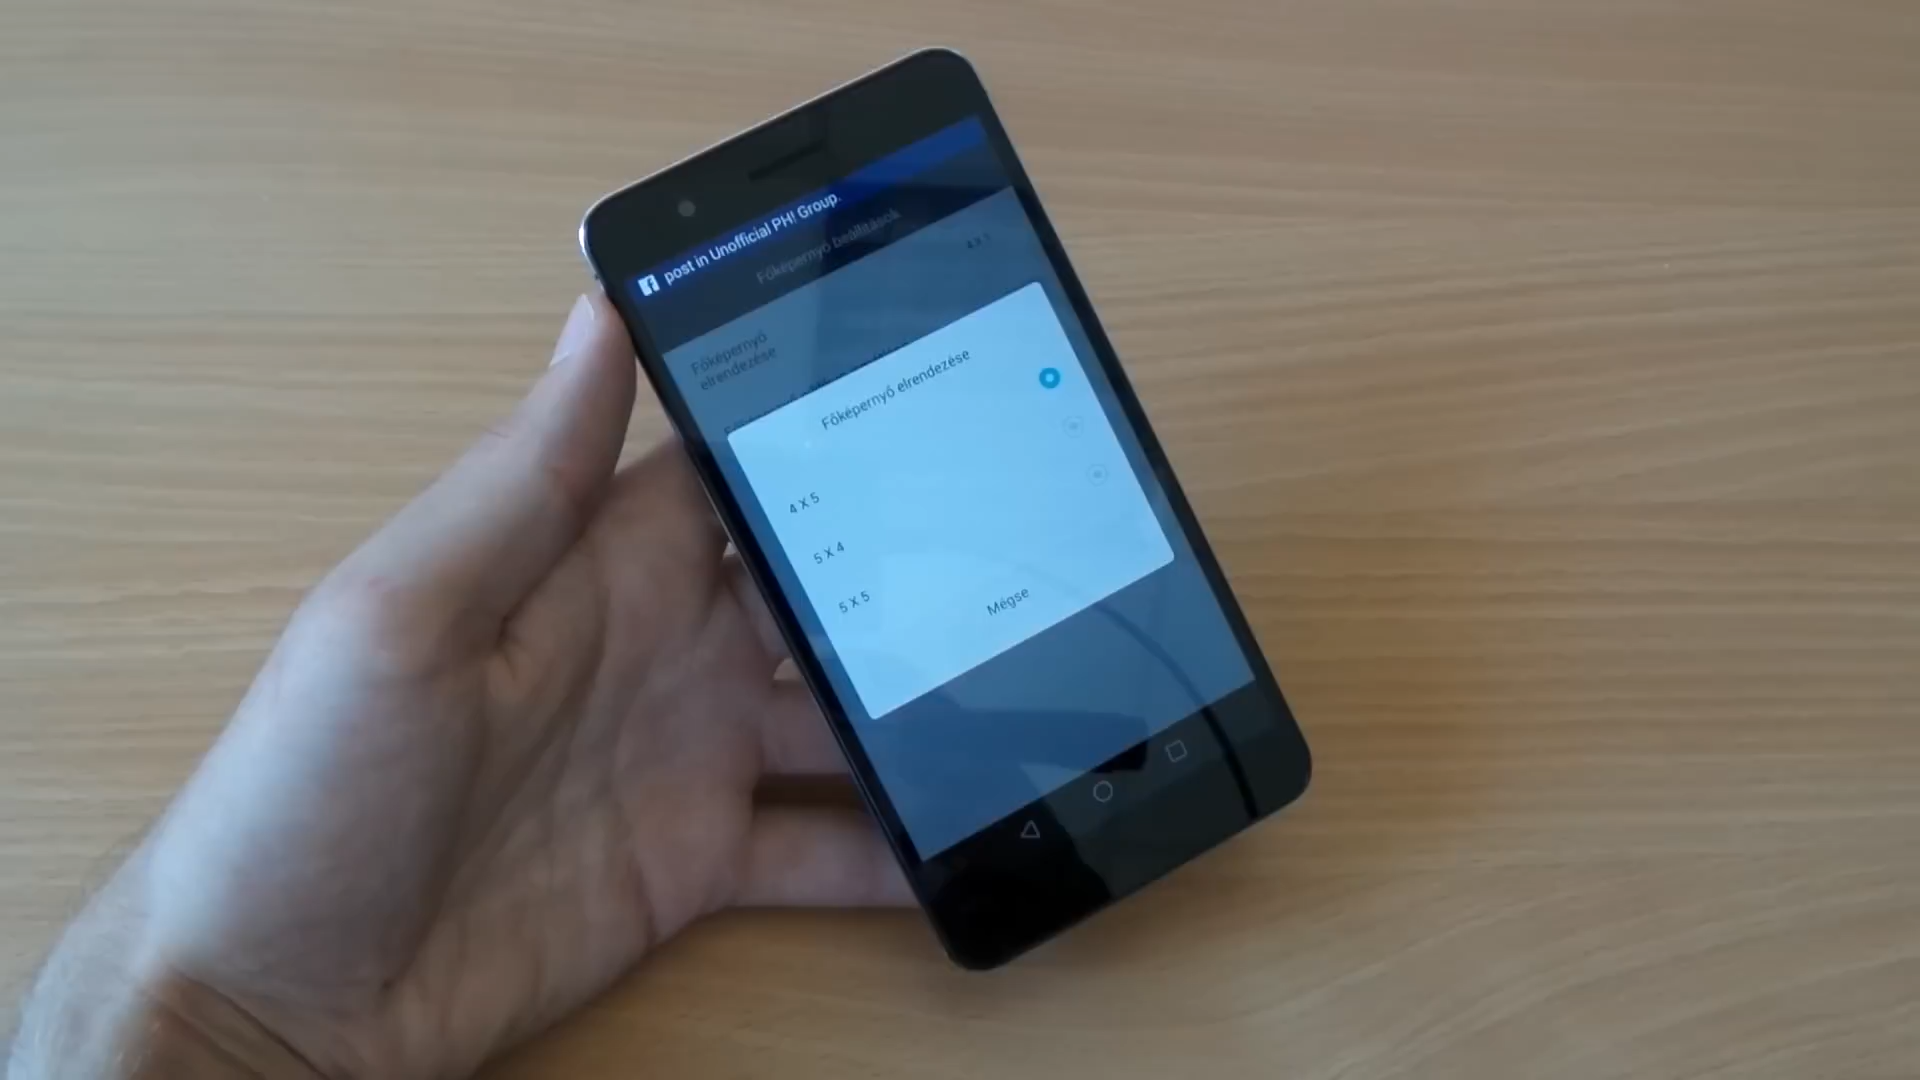 post in Unofficial PH! Group.
Főképernyő beállítások
Főképernyő
elrendezése
Főképernyő elrendezése
4 X 5
5 X 4
5 X 5
Mégse